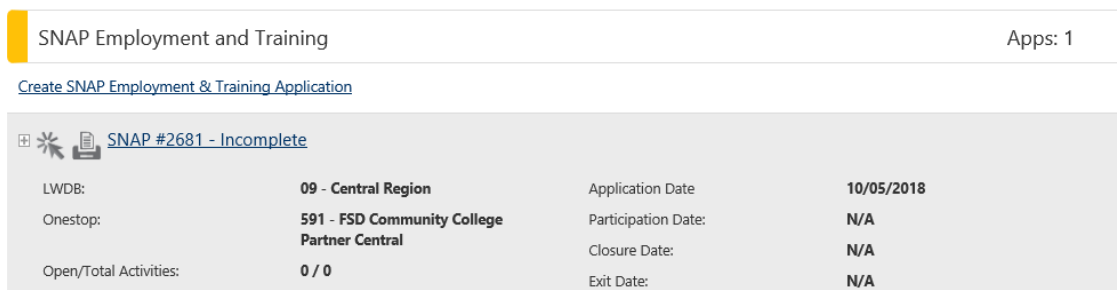 SNAP Employment and Training Apps: 1
Create SNAP Employment & Training Application
SNAP #2681 - Incomplete
LWDB: 09 - Central Region Application Date 10/05/2018
Onestop: 591 - FSD Community College Participation Date: N/A
Partner Central
Closure Date: N/A
Open/Total Activities: 0 / 0
Exit Date: N/A